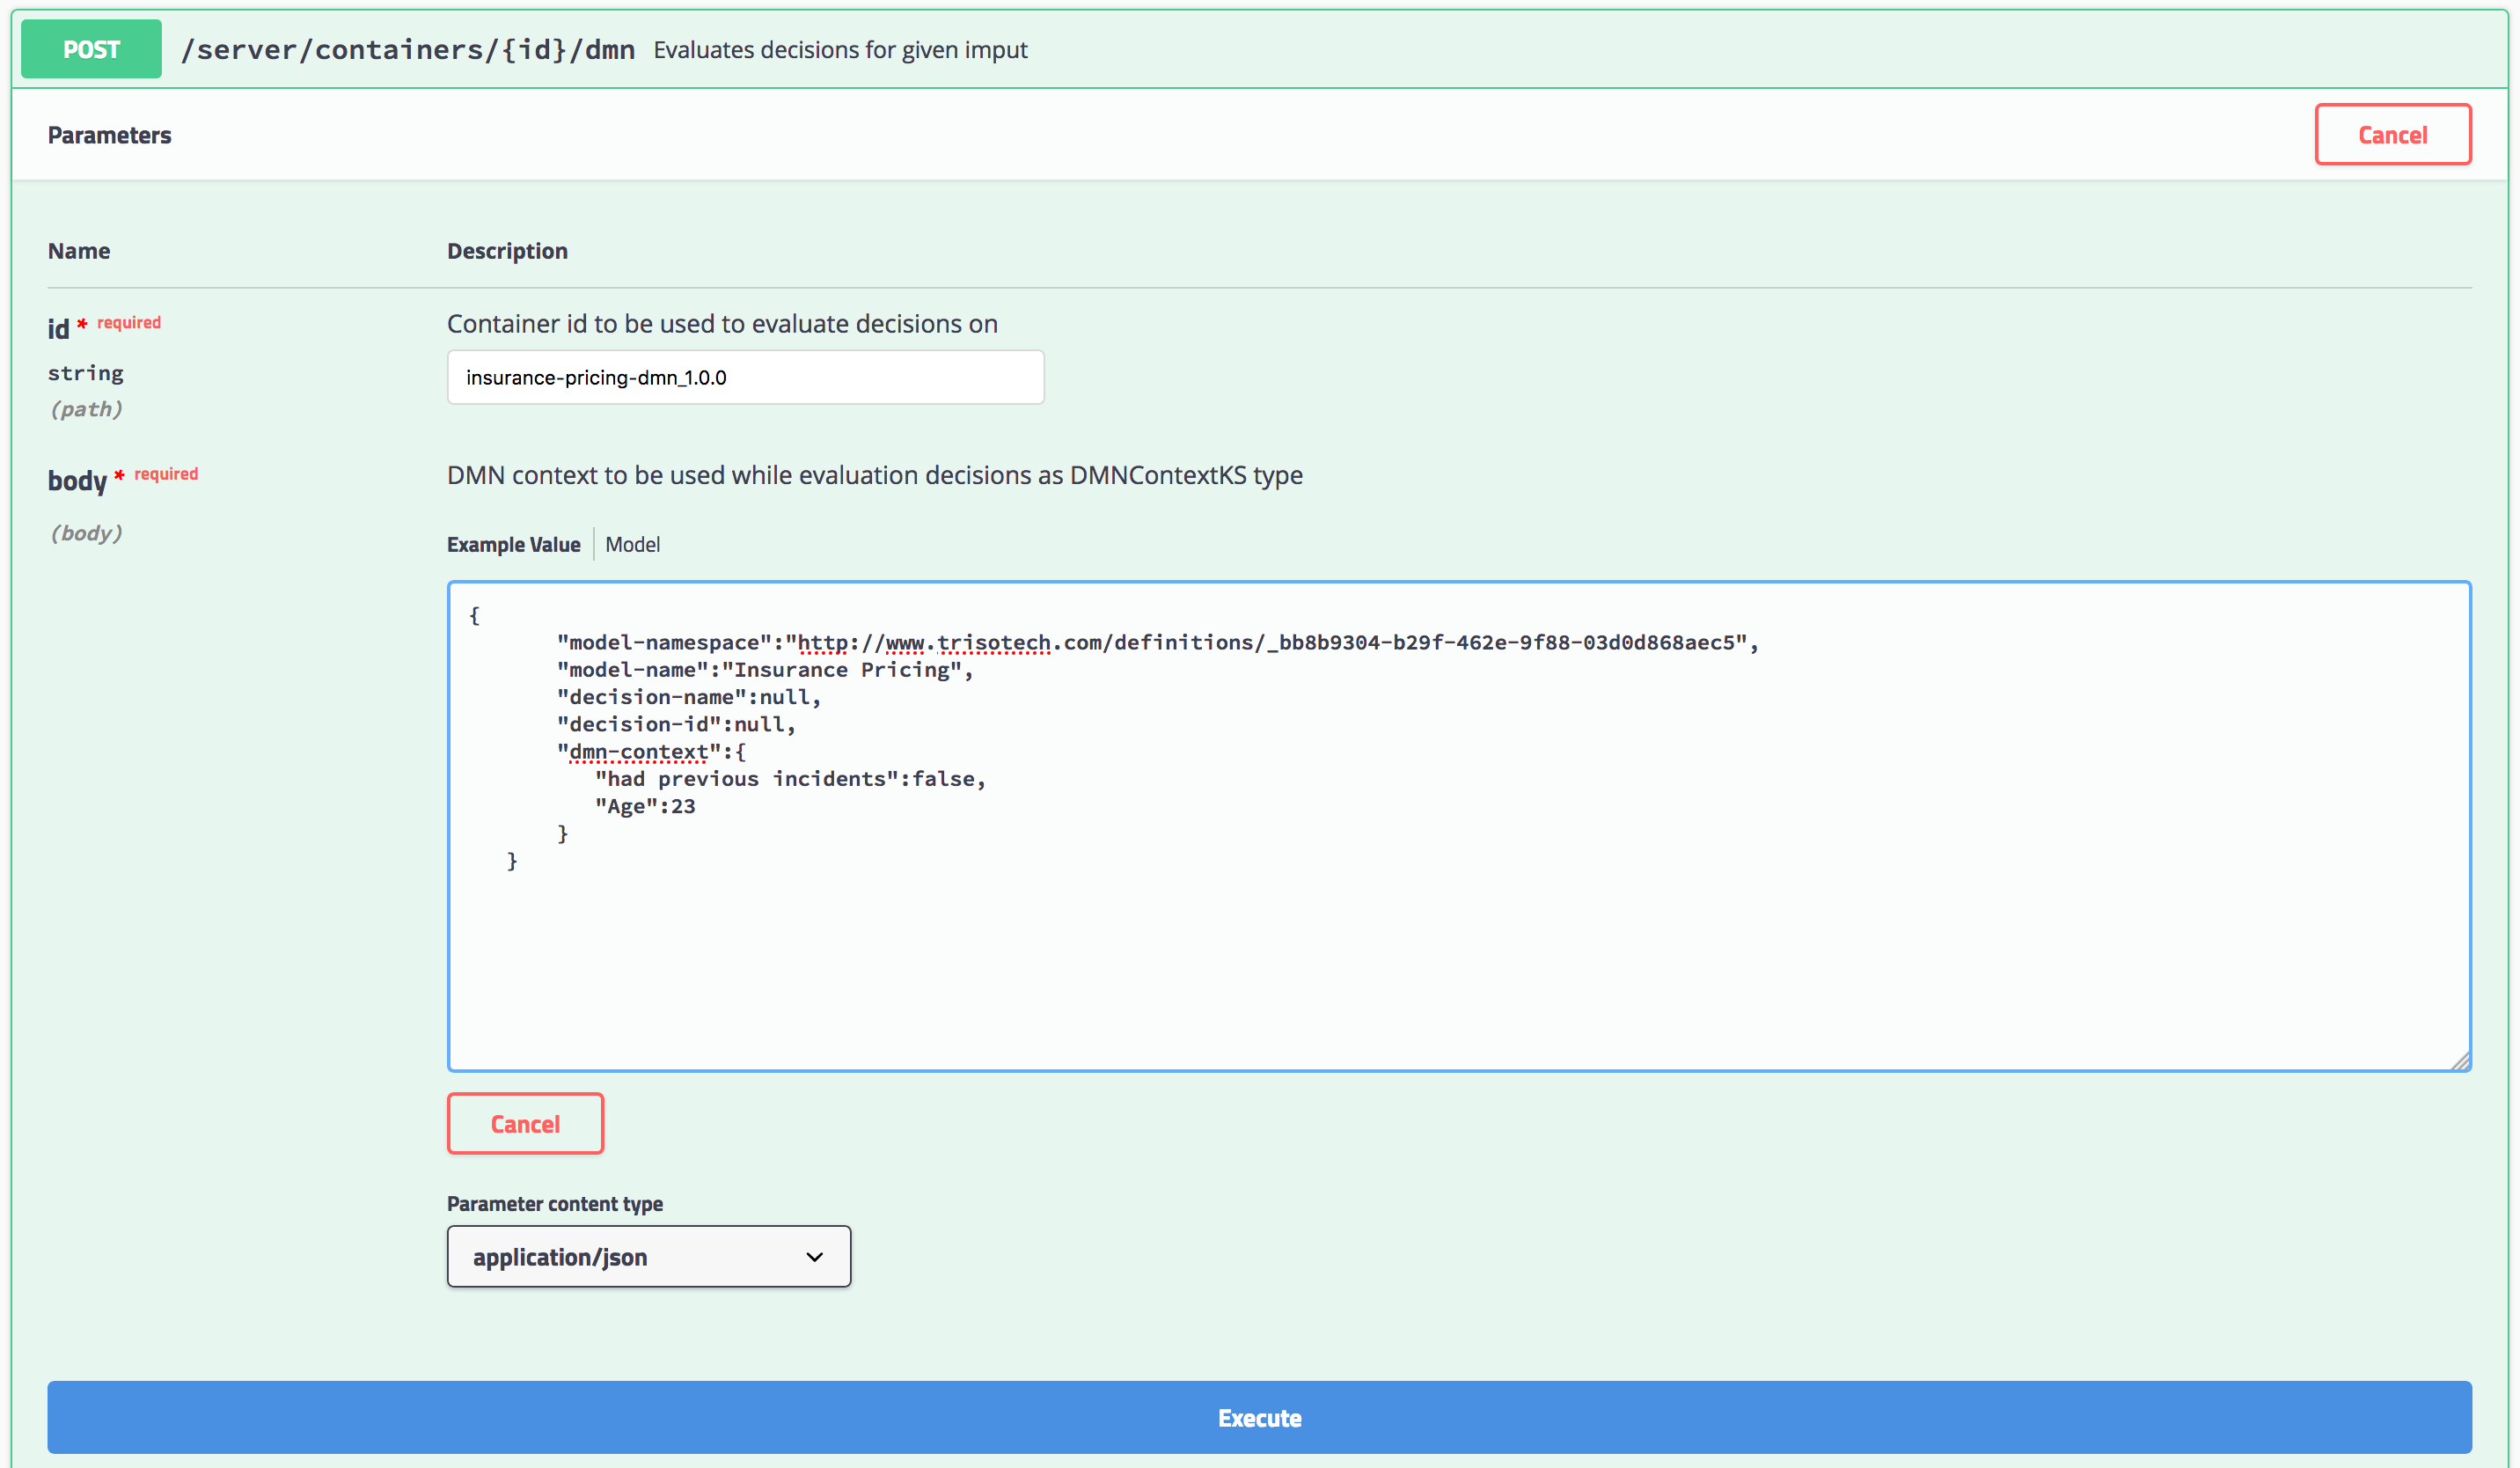 POST /server/containers/{id}/dmn Evaluates decisions for given imput
Parameters Cancel
Name Description
id * required Container id to be used to evaluate decisions on
string insurance-pricing-dmn_1.0.0
(path)
body * required DMN context to be used while evaluation decisions as DMNContextKS type
(body)
Example Value Model
{
"model-namespace":"http://www.trisotech.com/definitions/_bb8b9304-b29f-462e-9f88-03d0d868aec5",
"model-name":"Insurance Pricing",
"decision-name":null,
"decision-id":null,
"dmn-context":{
"had previous incidents":false,
"Age":23
}
}
Cancel
Parameter content type
application/json
Execute